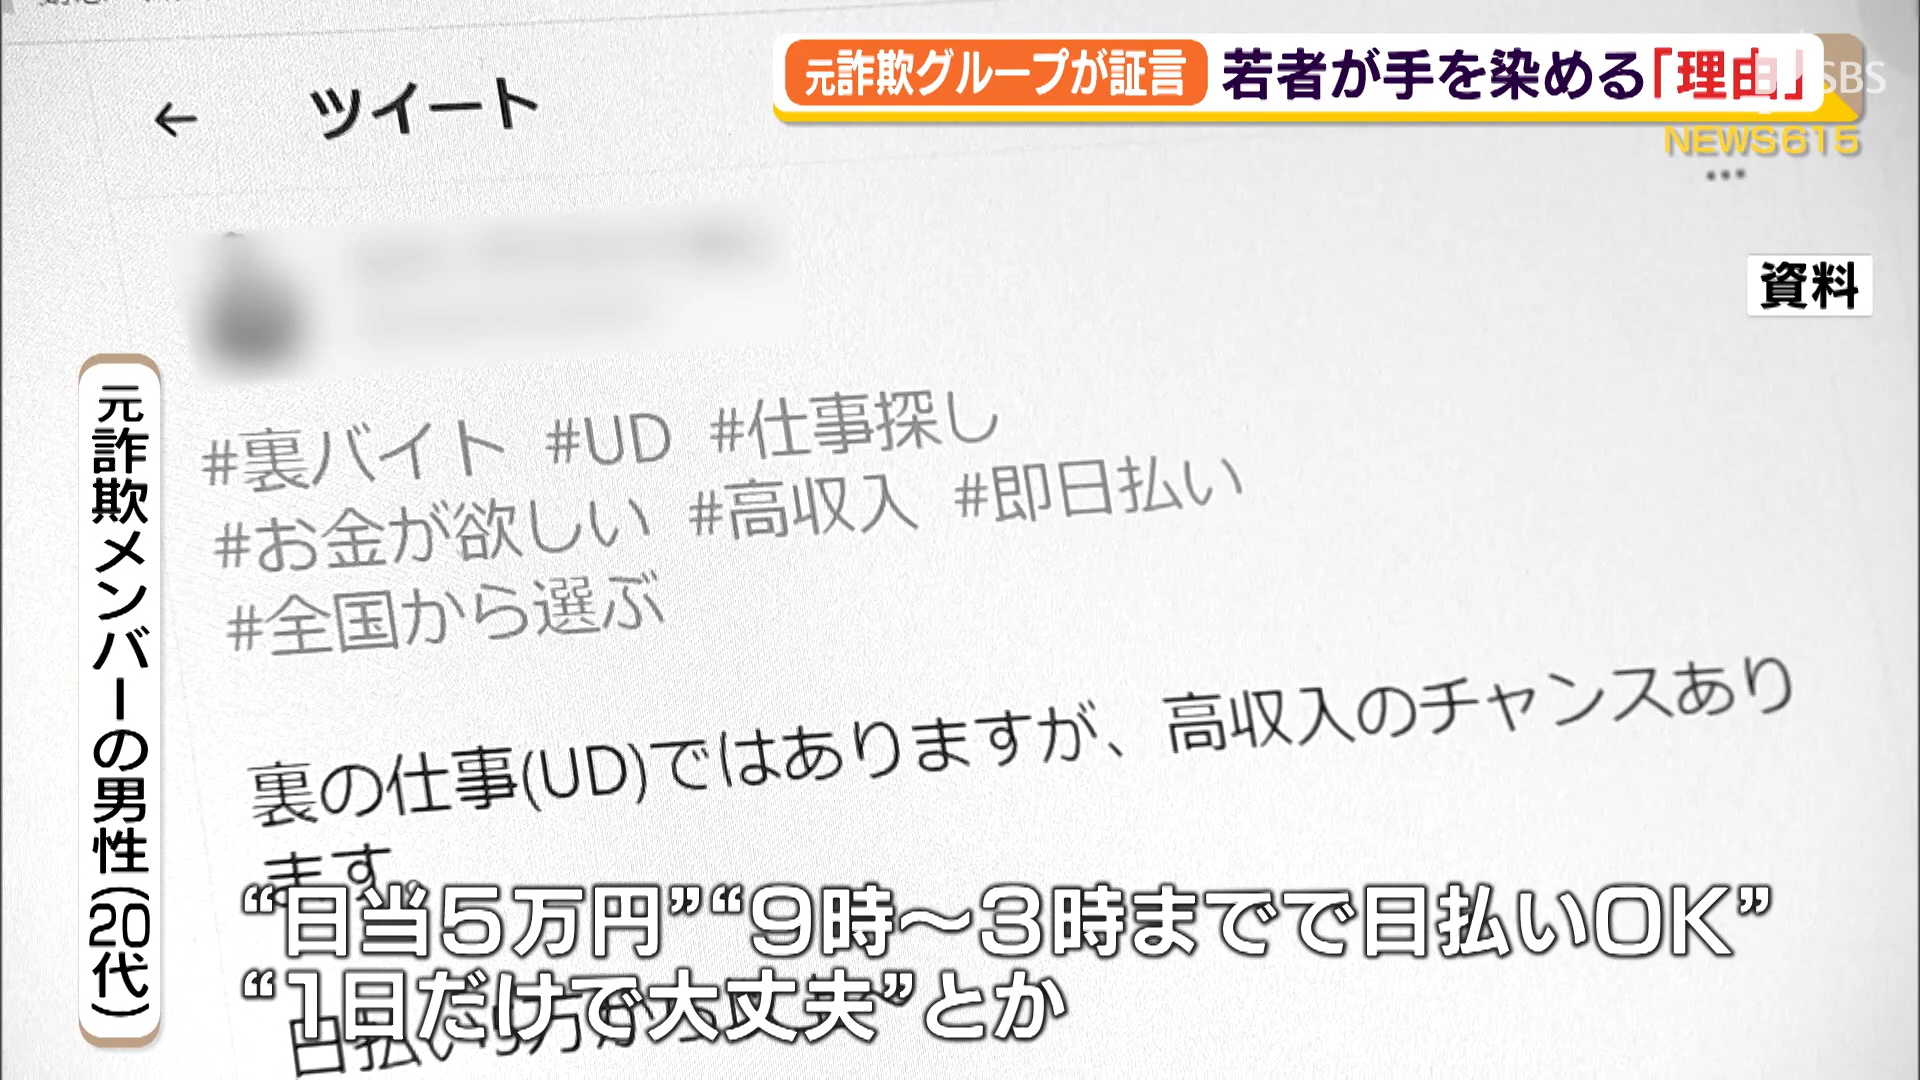 元詐欺グループが証言 若者が手を染める「理由」
SBS
NEWS615
← ツイート
資料
元詐欺メンバーの男性(20代)
#裏バイト #UD #仕事探し
#お金が欲しい #高収入 #即日払い
#全国から選ぶ
裏の仕事(UD)ではありますが、高収入のチャンスあり
ます
“日当5万円”“9時～3時までで日払いOK”
“1日だけで大丈夫”とか
日払い5万